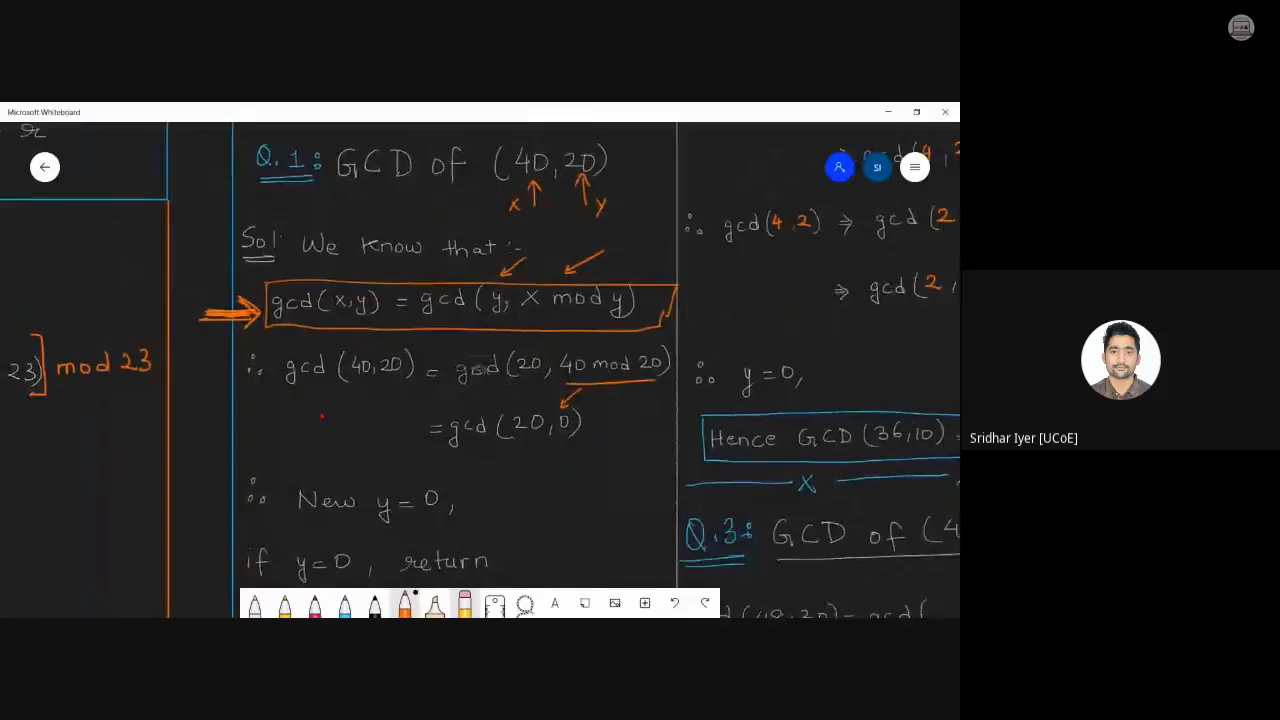 Microsoft Whiteboard
r
23)] mod 23
Q.1: GCD of (40,20)
x y
Sol: We know that :-
gcd(x,y) = gcd(y, x mod y)
∴ gcd (40,20) = gcd (20, 40 mod 20)
= gcd (20,0)
∴ New y = 0,
if y=0, return
∴ gcd(4,2) ⇒ gcd (2
⇒ gcd (2,
∴ y=0,
Hence GCD (36,10) =
X
Q.3: GCD of (4
SI
A
Sridhar Iyer [UCoE]